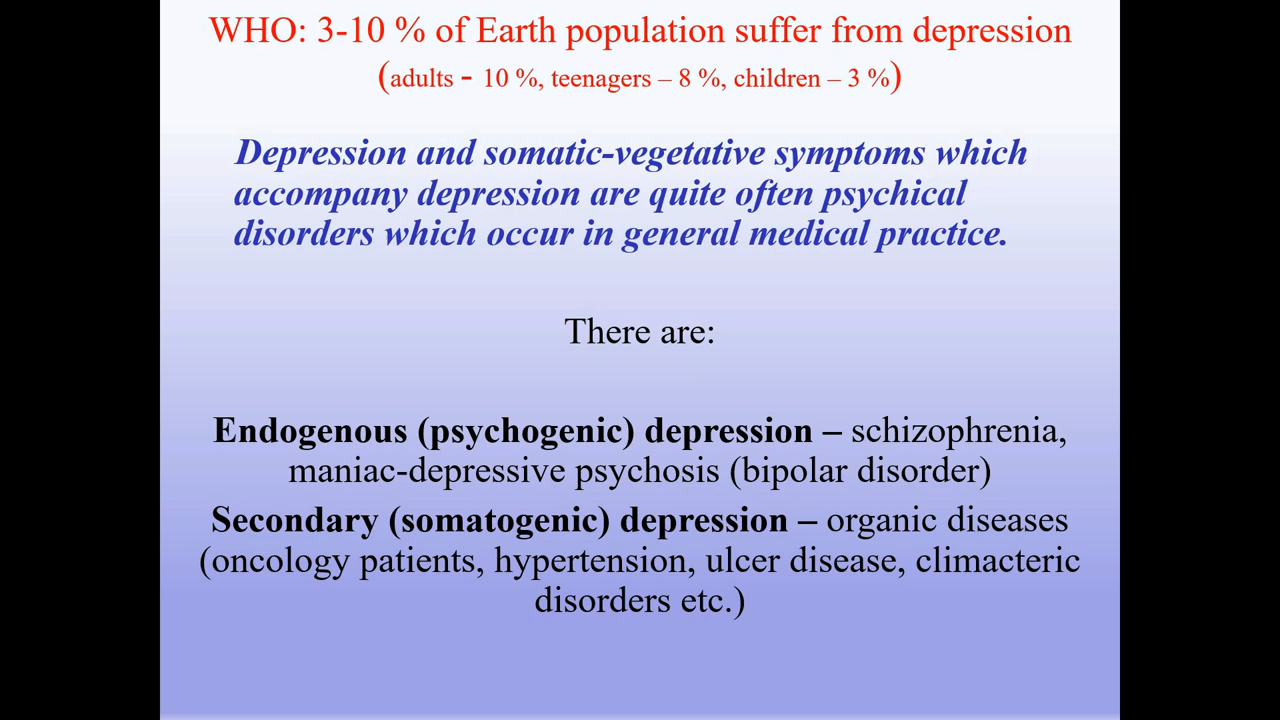 WHO: 3-10 % of Earth population suffer from depression
(adults - 10 %, teenagers – 8 %, children – 3 %)
Depression and somatic-vegetative symptoms which
accompany depression are quite often psychical
disorders which occur in general medical practice.
There are:
Endogenous (psychogenic) depression – schizophrenia,
maniac-depressive psychosis (bipolar disorder)
Secondary (somatogenic) depression – organic diseases
(oncology patients, hypertension, ulcer disease, climacteric
disorders etc.)